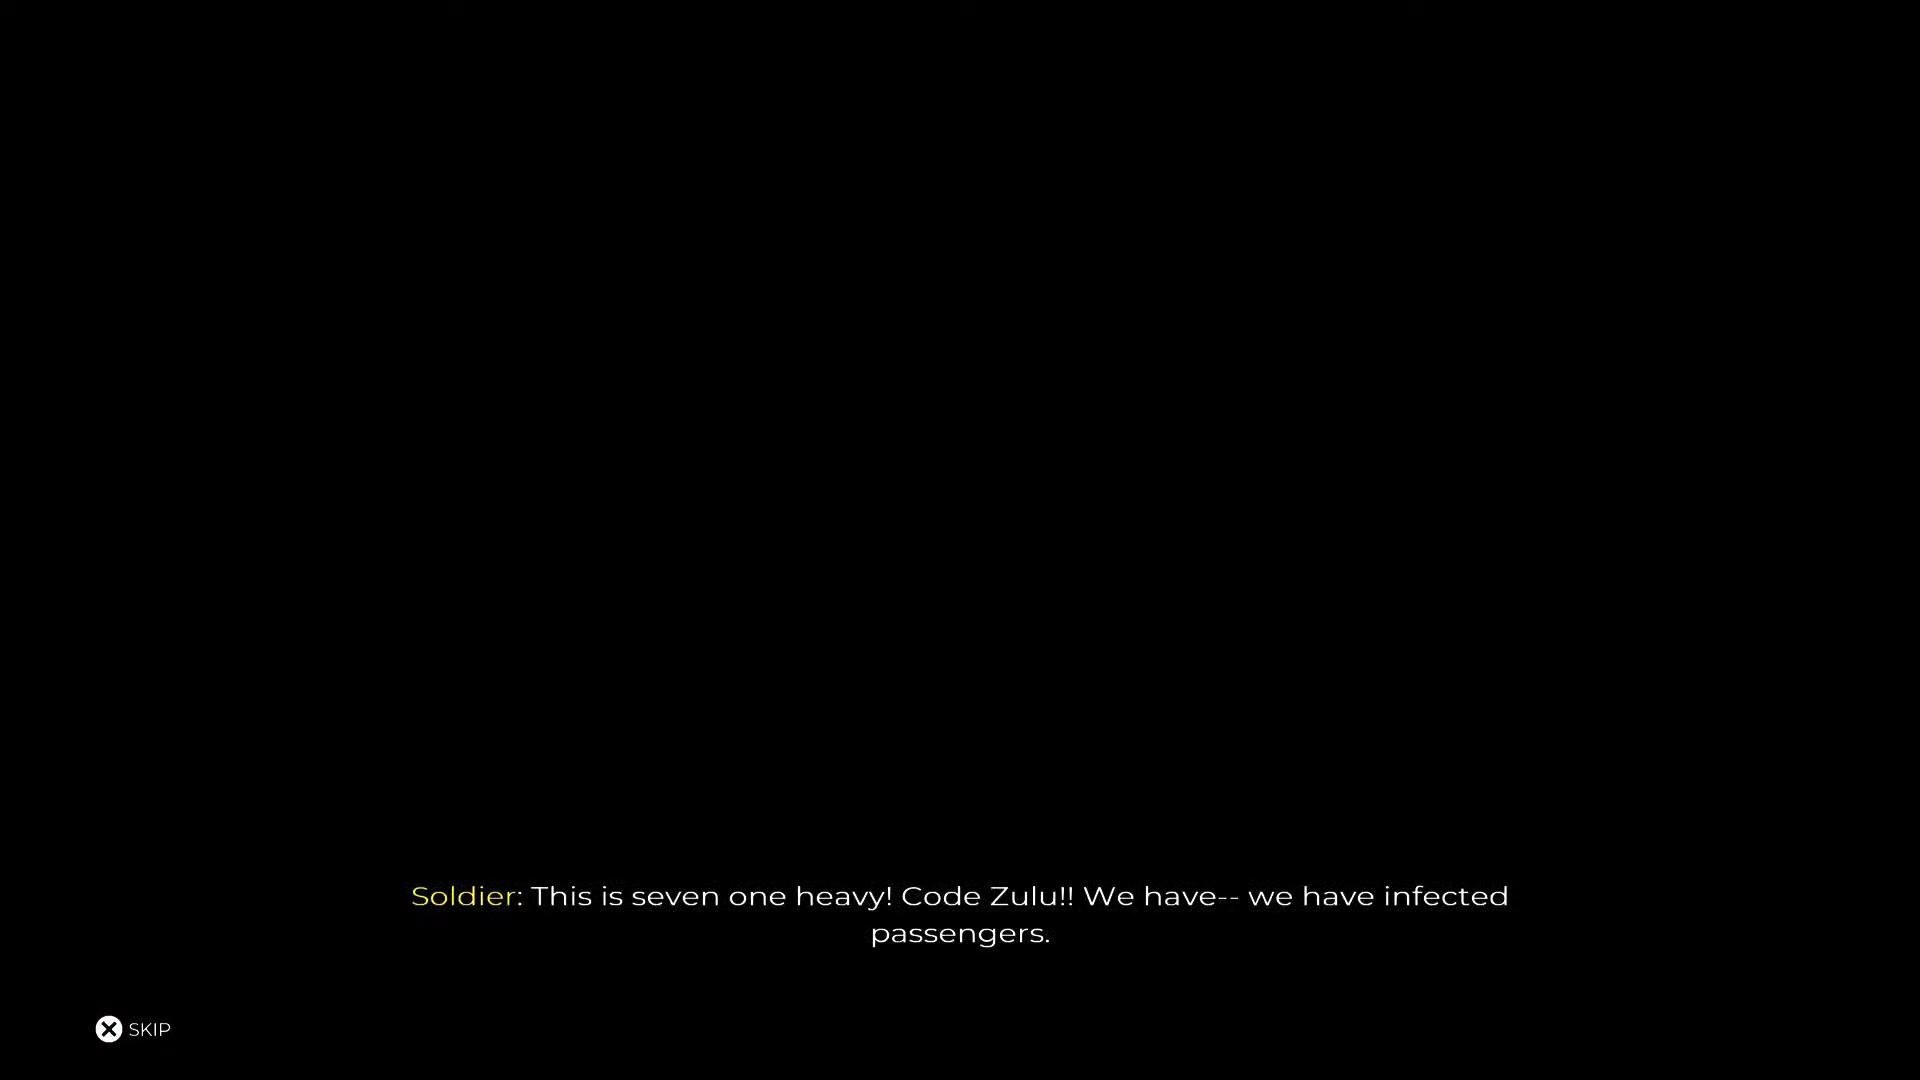 Soldier: This is seven one heavy! Code Zulu!! We have-- we have infected
passengers.
SKIP